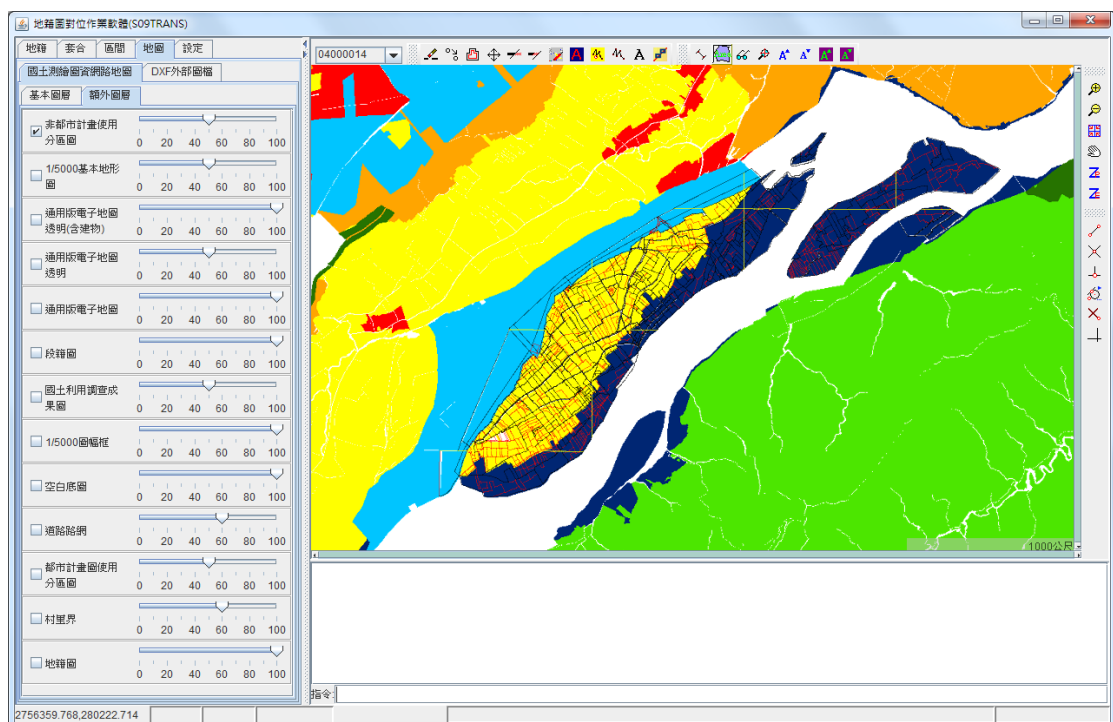 地籍圖對位作業軟體(S09TRANS)
地籍 套合 區間 地圖 設定
國土測繪圖資網路地圖 DXF外部圖檔
基本圖層 額外圖層
04000014
非都市計畫使用
分區圖
0 20 40 60 80 100
1/5000基本地形
圖
0 20 40 60 80 100
通用版電子地圖
透明(含建物)
0 20 40 60 80 100
通用版電子地圖
透明
0 20 40 60 80 100
通用版電子地圖
0 20 40 60 80 100
段籍圖
0 20 40 60 80 100
國土利用調查成
果圖
0 20 40 60 80 100
1/5000圖幅框
0 20 40 60 80 100
空白底圖
0 20 40 60 80 100
道路路網
0 20 40 60 80 100
都市計畫圖使用
分區圖
0 20 40 60 80 100
村里界
0 20 40 60 80 100
地籍圖
0 20 40 60 80 100
1000公尺
指令:
2756359.768,280222.714